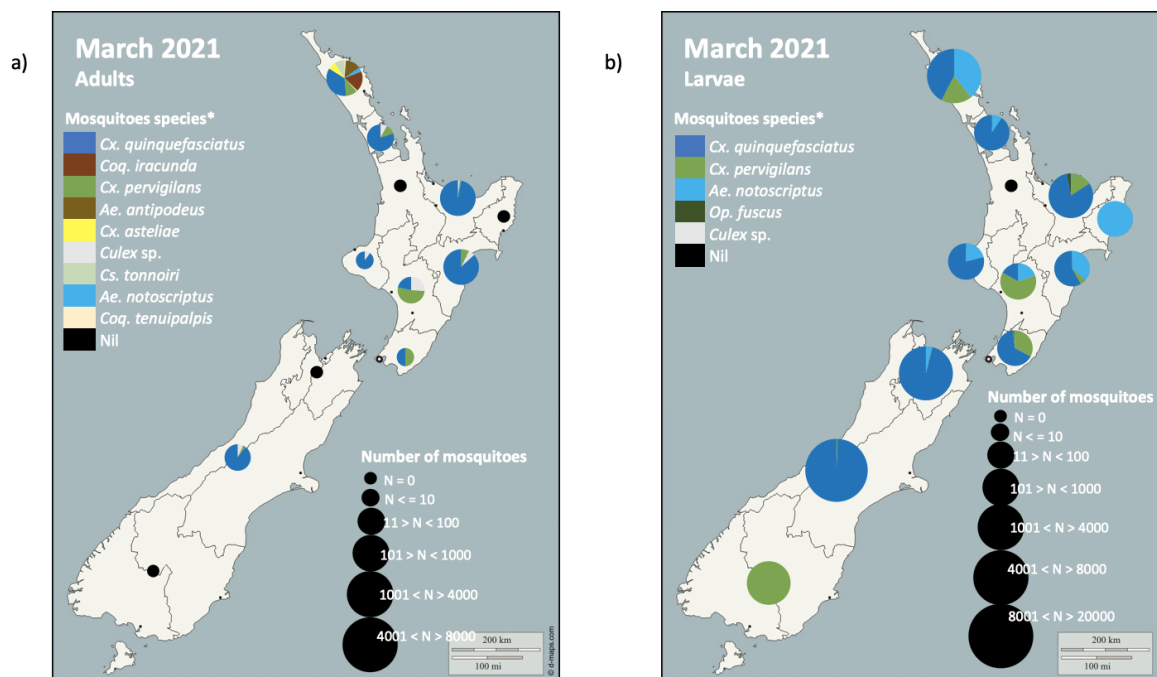 a)
March 2021
Adults
Mosquitoes species*
Cx. quinquefasciatus
Coq. iracunda
Cx. pervigilans
Ae. antipodeus
Cx. asteliae
Culex sp.
Cs. tonnoiri
Ae. notoscriptus
Coq. tenuipalpis
Nil
Number of mosquitoes
N = 0
N <= 10
11 > N < 100
101 > N < 1000
1001 < N > 4000
4001 < N > 8000
200 km
100 mi
© d-maps.com
b)
March 2021
Larvae
Mosquitoes species*
Cx. quinquefasciatus
Cx. pervigilans
Ae. notoscriptus
Op. fuscus
Culex sp.
Nil
Number of mosquitoes
N = 0
N <= 10
11 > N < 100
101 > N < 1000
1001 < N > 4000
4001 < N > 8000
8001 < N > 20000
200 km
100 mi